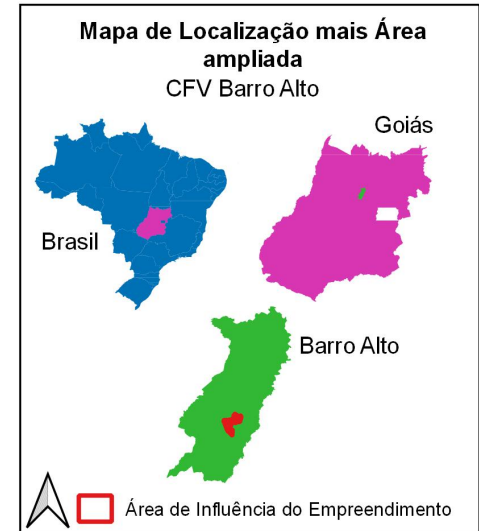 Mapa de Localização mais Área
ampliada
CFV Barro Alto
Goiás
Brasil
Barro Alto
Área de Influência do Empreendimento